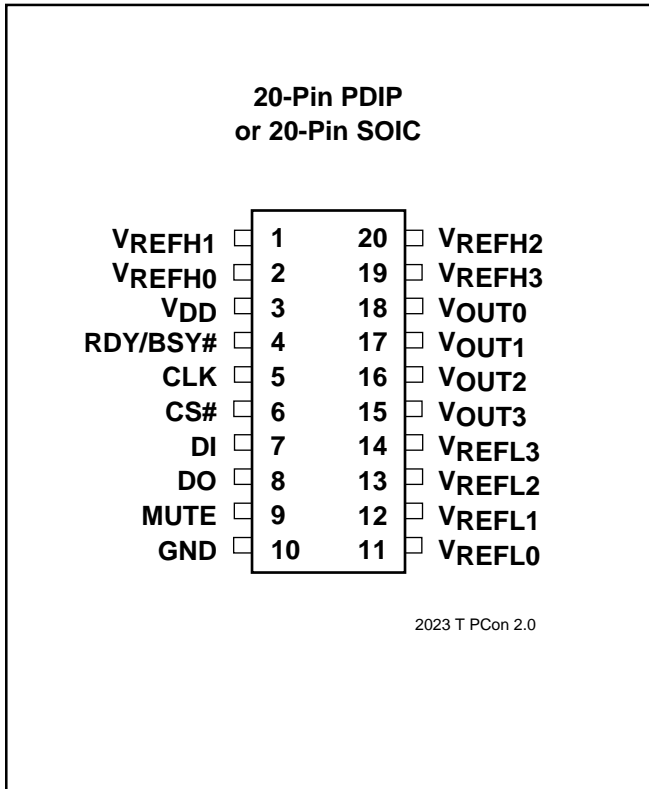 20-Pin PDIP
or 20-Pin SOIC
VREFH1 1 20 VREFH2
VREFH0 2 19 VREFH3
VDD 3 18 VOUT0
RDY/BSY# 4 17 VOUT1
CLK 5 16 VOUT2
CS# 6 15 VOUT3
DI 7 14 VREFL3
DO 8 13 VREFL2
MUTE 9 12 VREFL1
GND 10 11 VREFL0
2023 T PCon 2.0